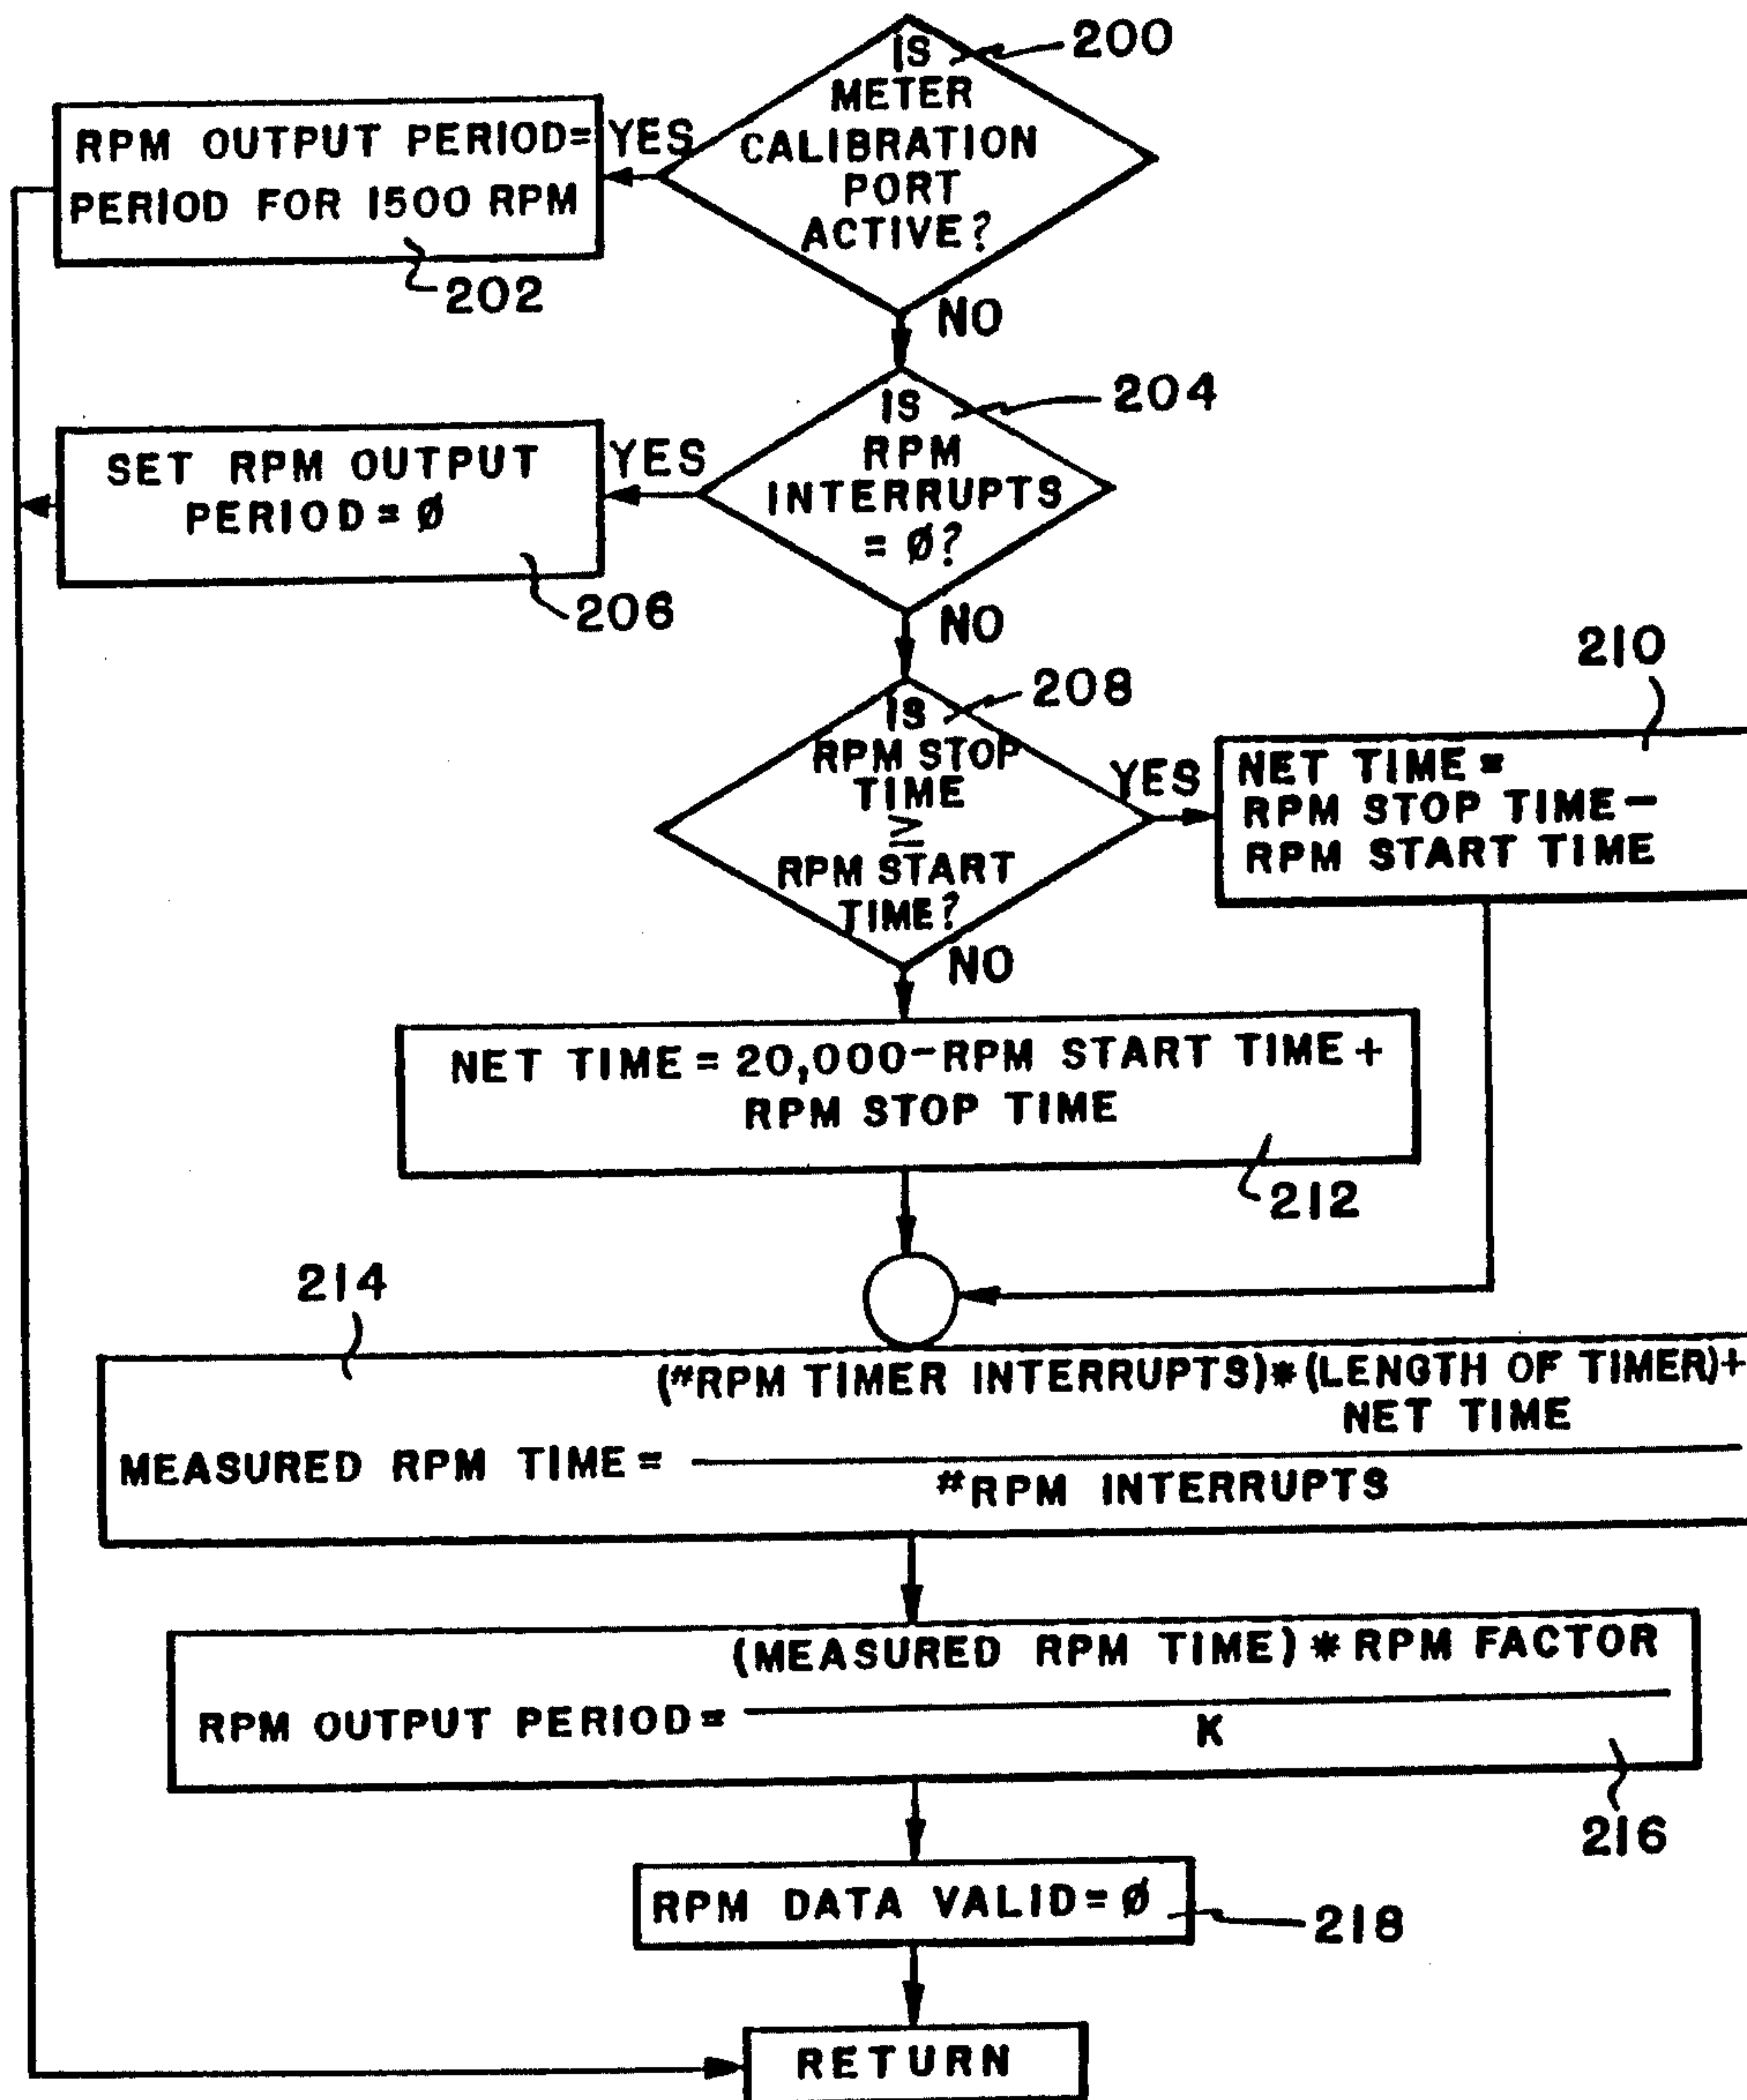 200
IS
METER
CALIBRATION
PORT
ACTIVE?
YES
RPM OUTPUT PERIOD=
PERIOD FOR 1500 RPM
202
NO
204
IS
RPM
INTERRUPTS
= Ø?
YES
SET RPM OUTPUT
PERIOD = Ø
206
NO
208
IS
RPM STOP
TIME
≥
RPM START
TIME?
YES
210
NET TIME =
RPM STOP TIME-
RPM START TIME
NO
NET TIME = 20,000-RPM START TIME +
RPM STOP TIME
212
214
(#RPM TIMER INTERRUPTS)*(LENGTH OF TIMER)+
NET TIME
MEASURED RPM TIME =
#RPM INTERRUPTS
(MEASURED RPM TIME) * RPM FACTOR
RPM OUTPUT PERIOD=
K
216
RPM DATA VALID = Ø
218
RETURN